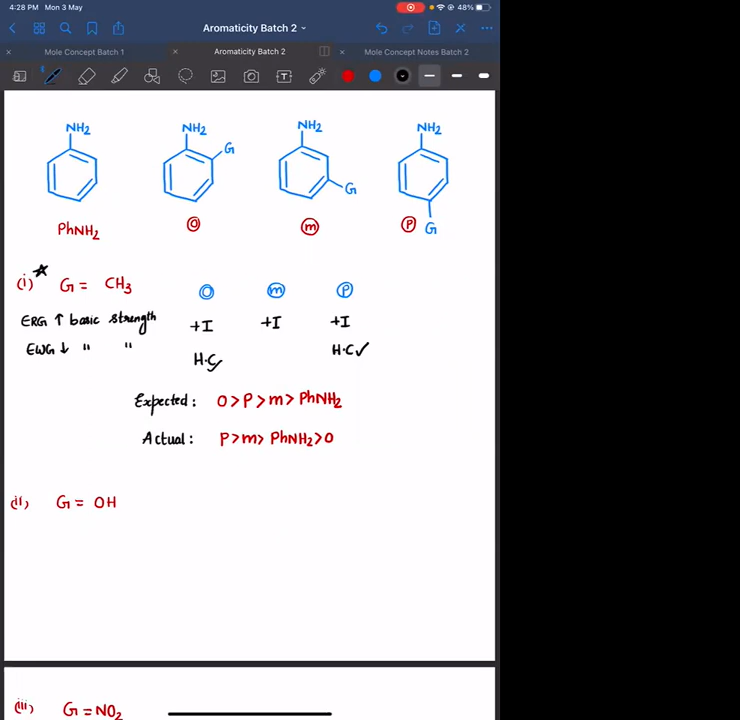 4:28 PM Mon 3 May 48%
Aromaticity Batch 2
Mole Concept Batch 1 Aromaticity Batch 2 Mole Concept Notes Batch 2
NH2 NH2 NH2 NH2
G
G
PhNH2 O m P G
(i) G = CH3 O m P
ERG ↑ basic strength +I +I +I
EWG ↓ " " H·C✓ H·C✓
Expected: O > P > m > PhNH2
Actual: P > m > PhNH2 > O
(ii) G = OH
(iii) G = NO2